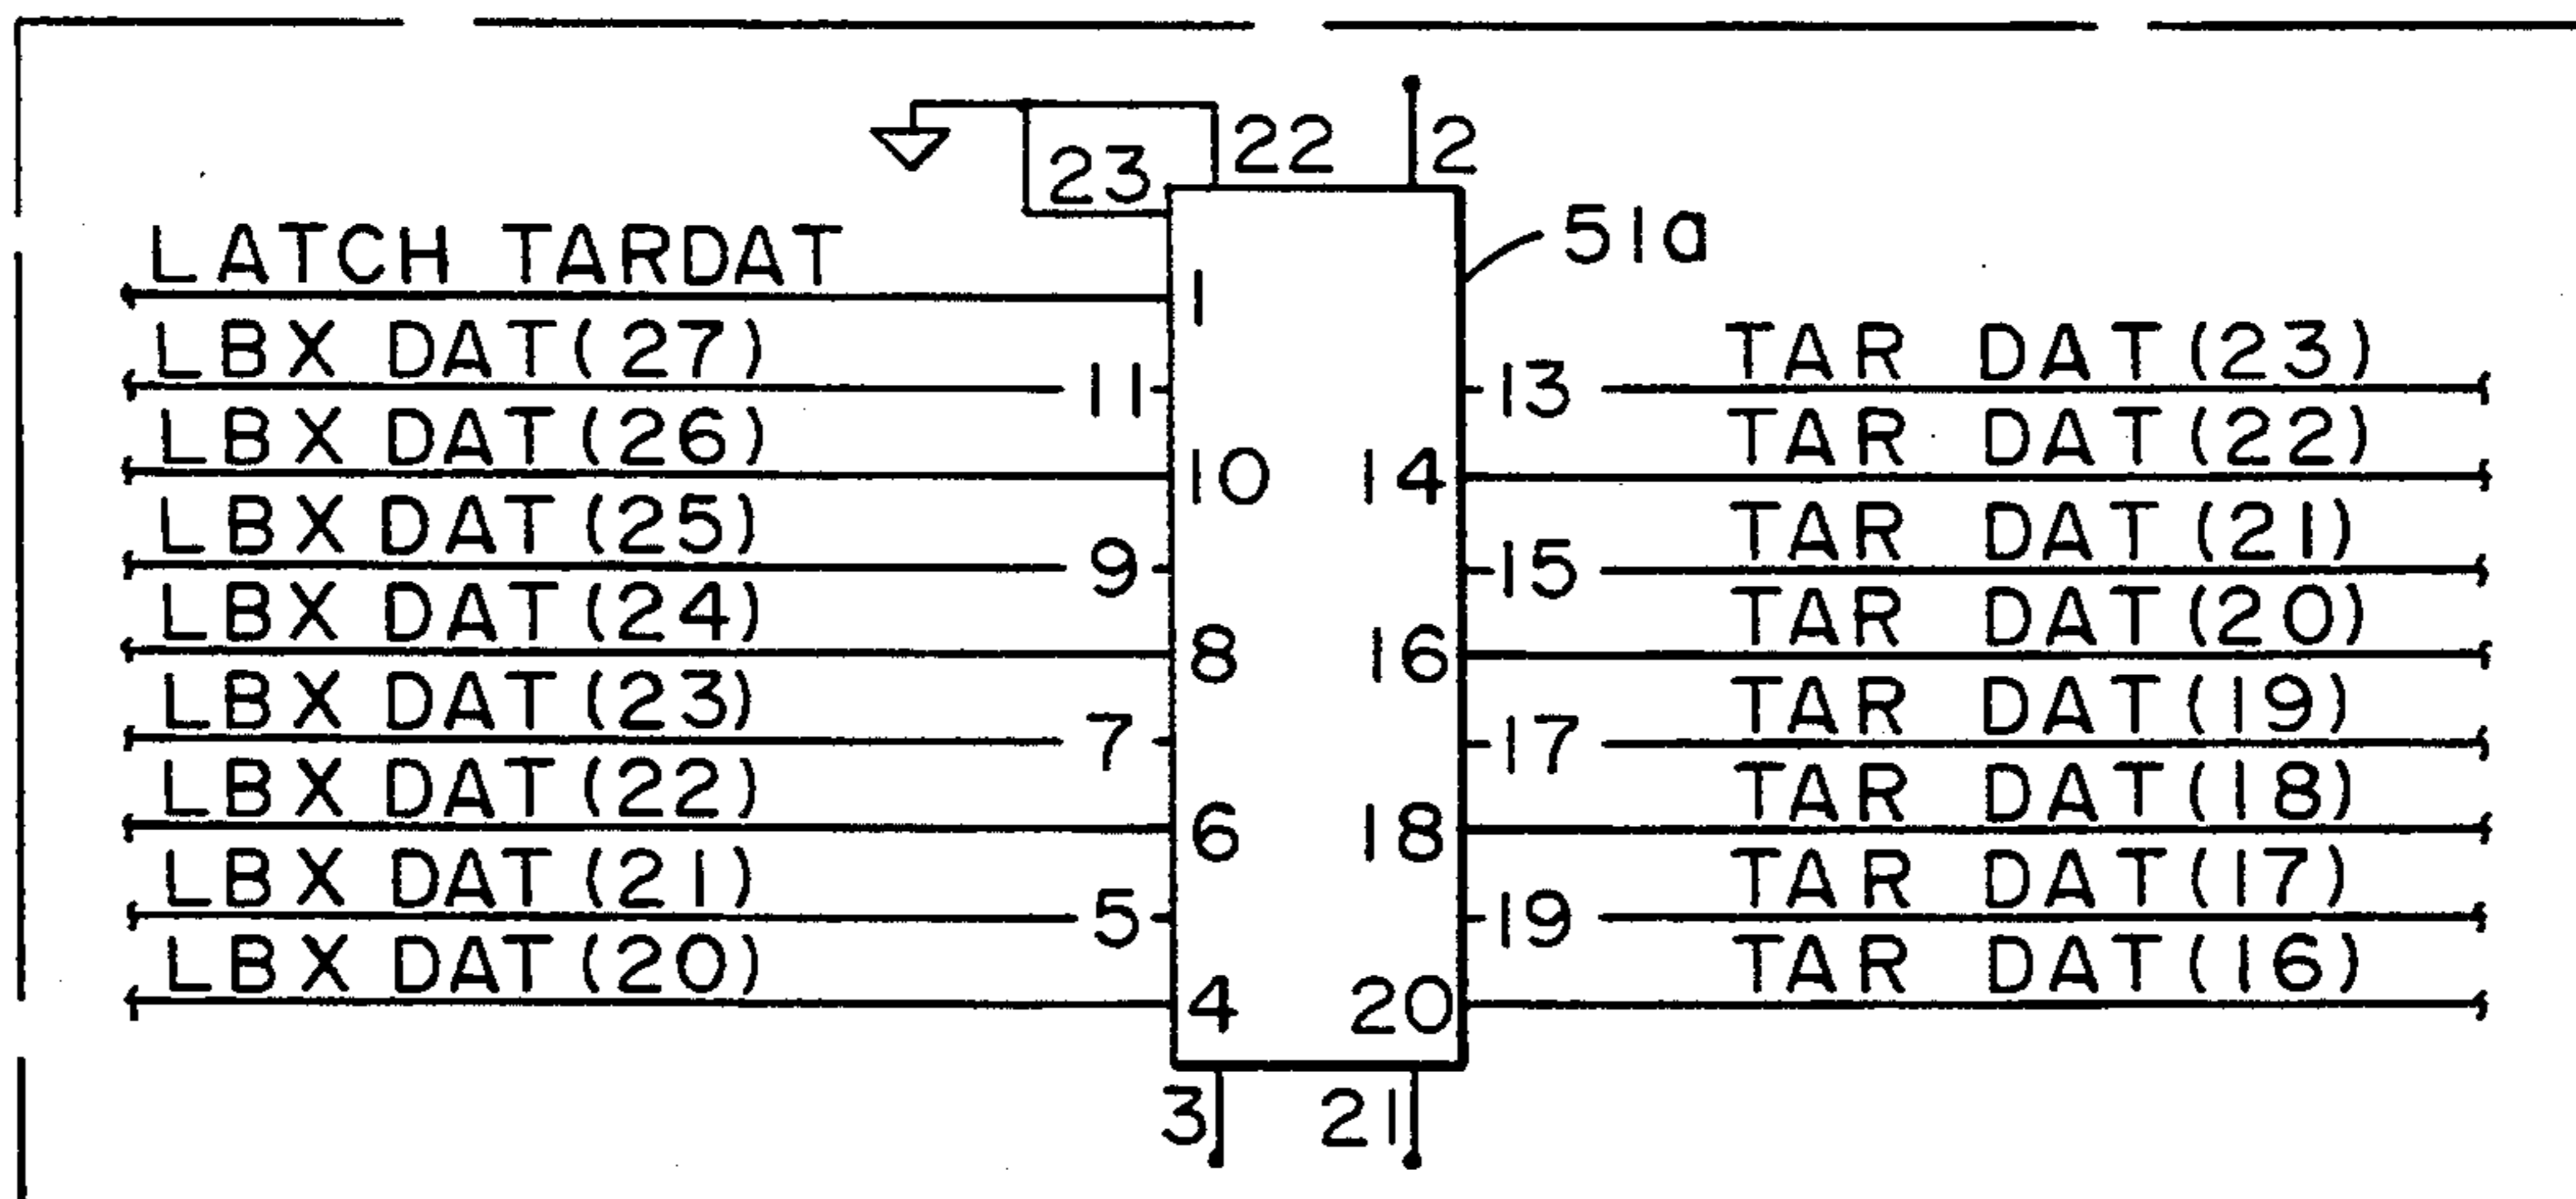 22 2
23
51a
LATCH TARDAT 1
LBX DAT(27) 11 13 TAR DAT(23)
LBX DAT(26) 10 14 TAR DAT(22)
LBX DAT(25) 9 15 TAR DAT(21)
LBX DAT(24) 8 16 TAR DAT(20)
LBX DAT(23) 7 17 TAR DAT(19)
LBX DAT(22) 6 18 TAR DAT(18)
LBX DAT(21) 5 19 TAR DAT(17)
LBX DAT(20) 4 20 TAR DAT(16)
3 21